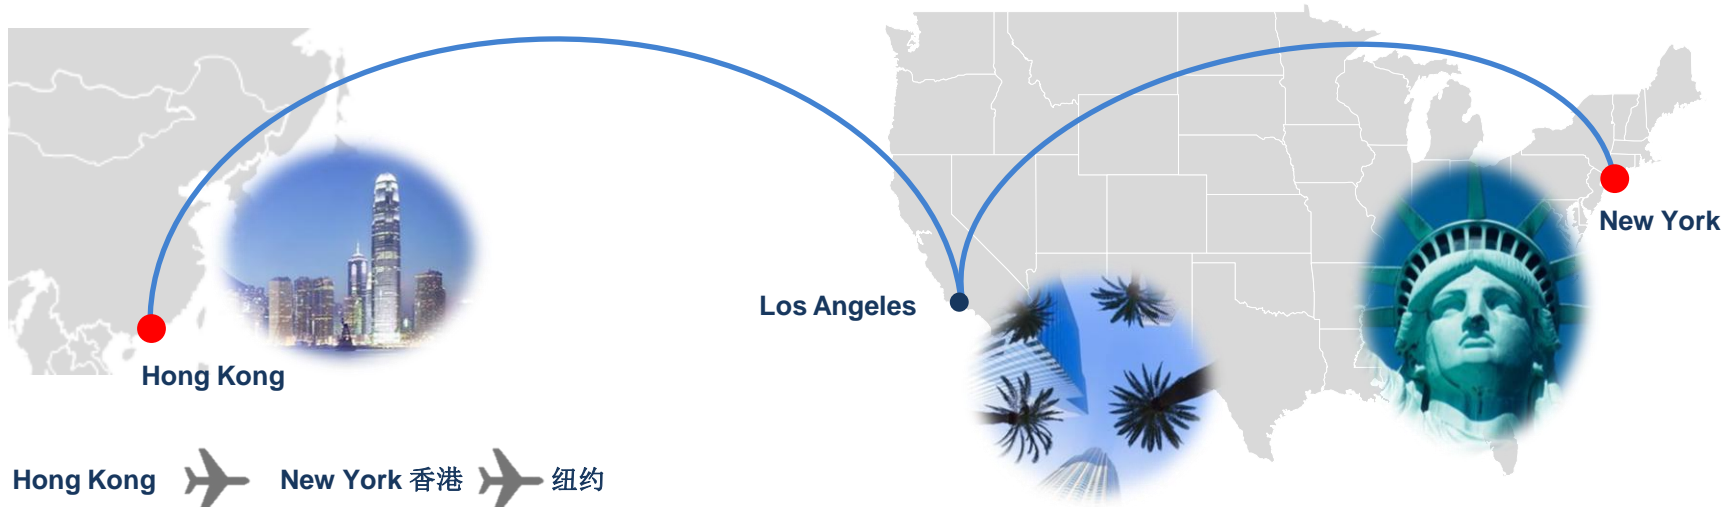 New York
Los Angeles
Hong Kong
Hong Kong New York 香港 纽约